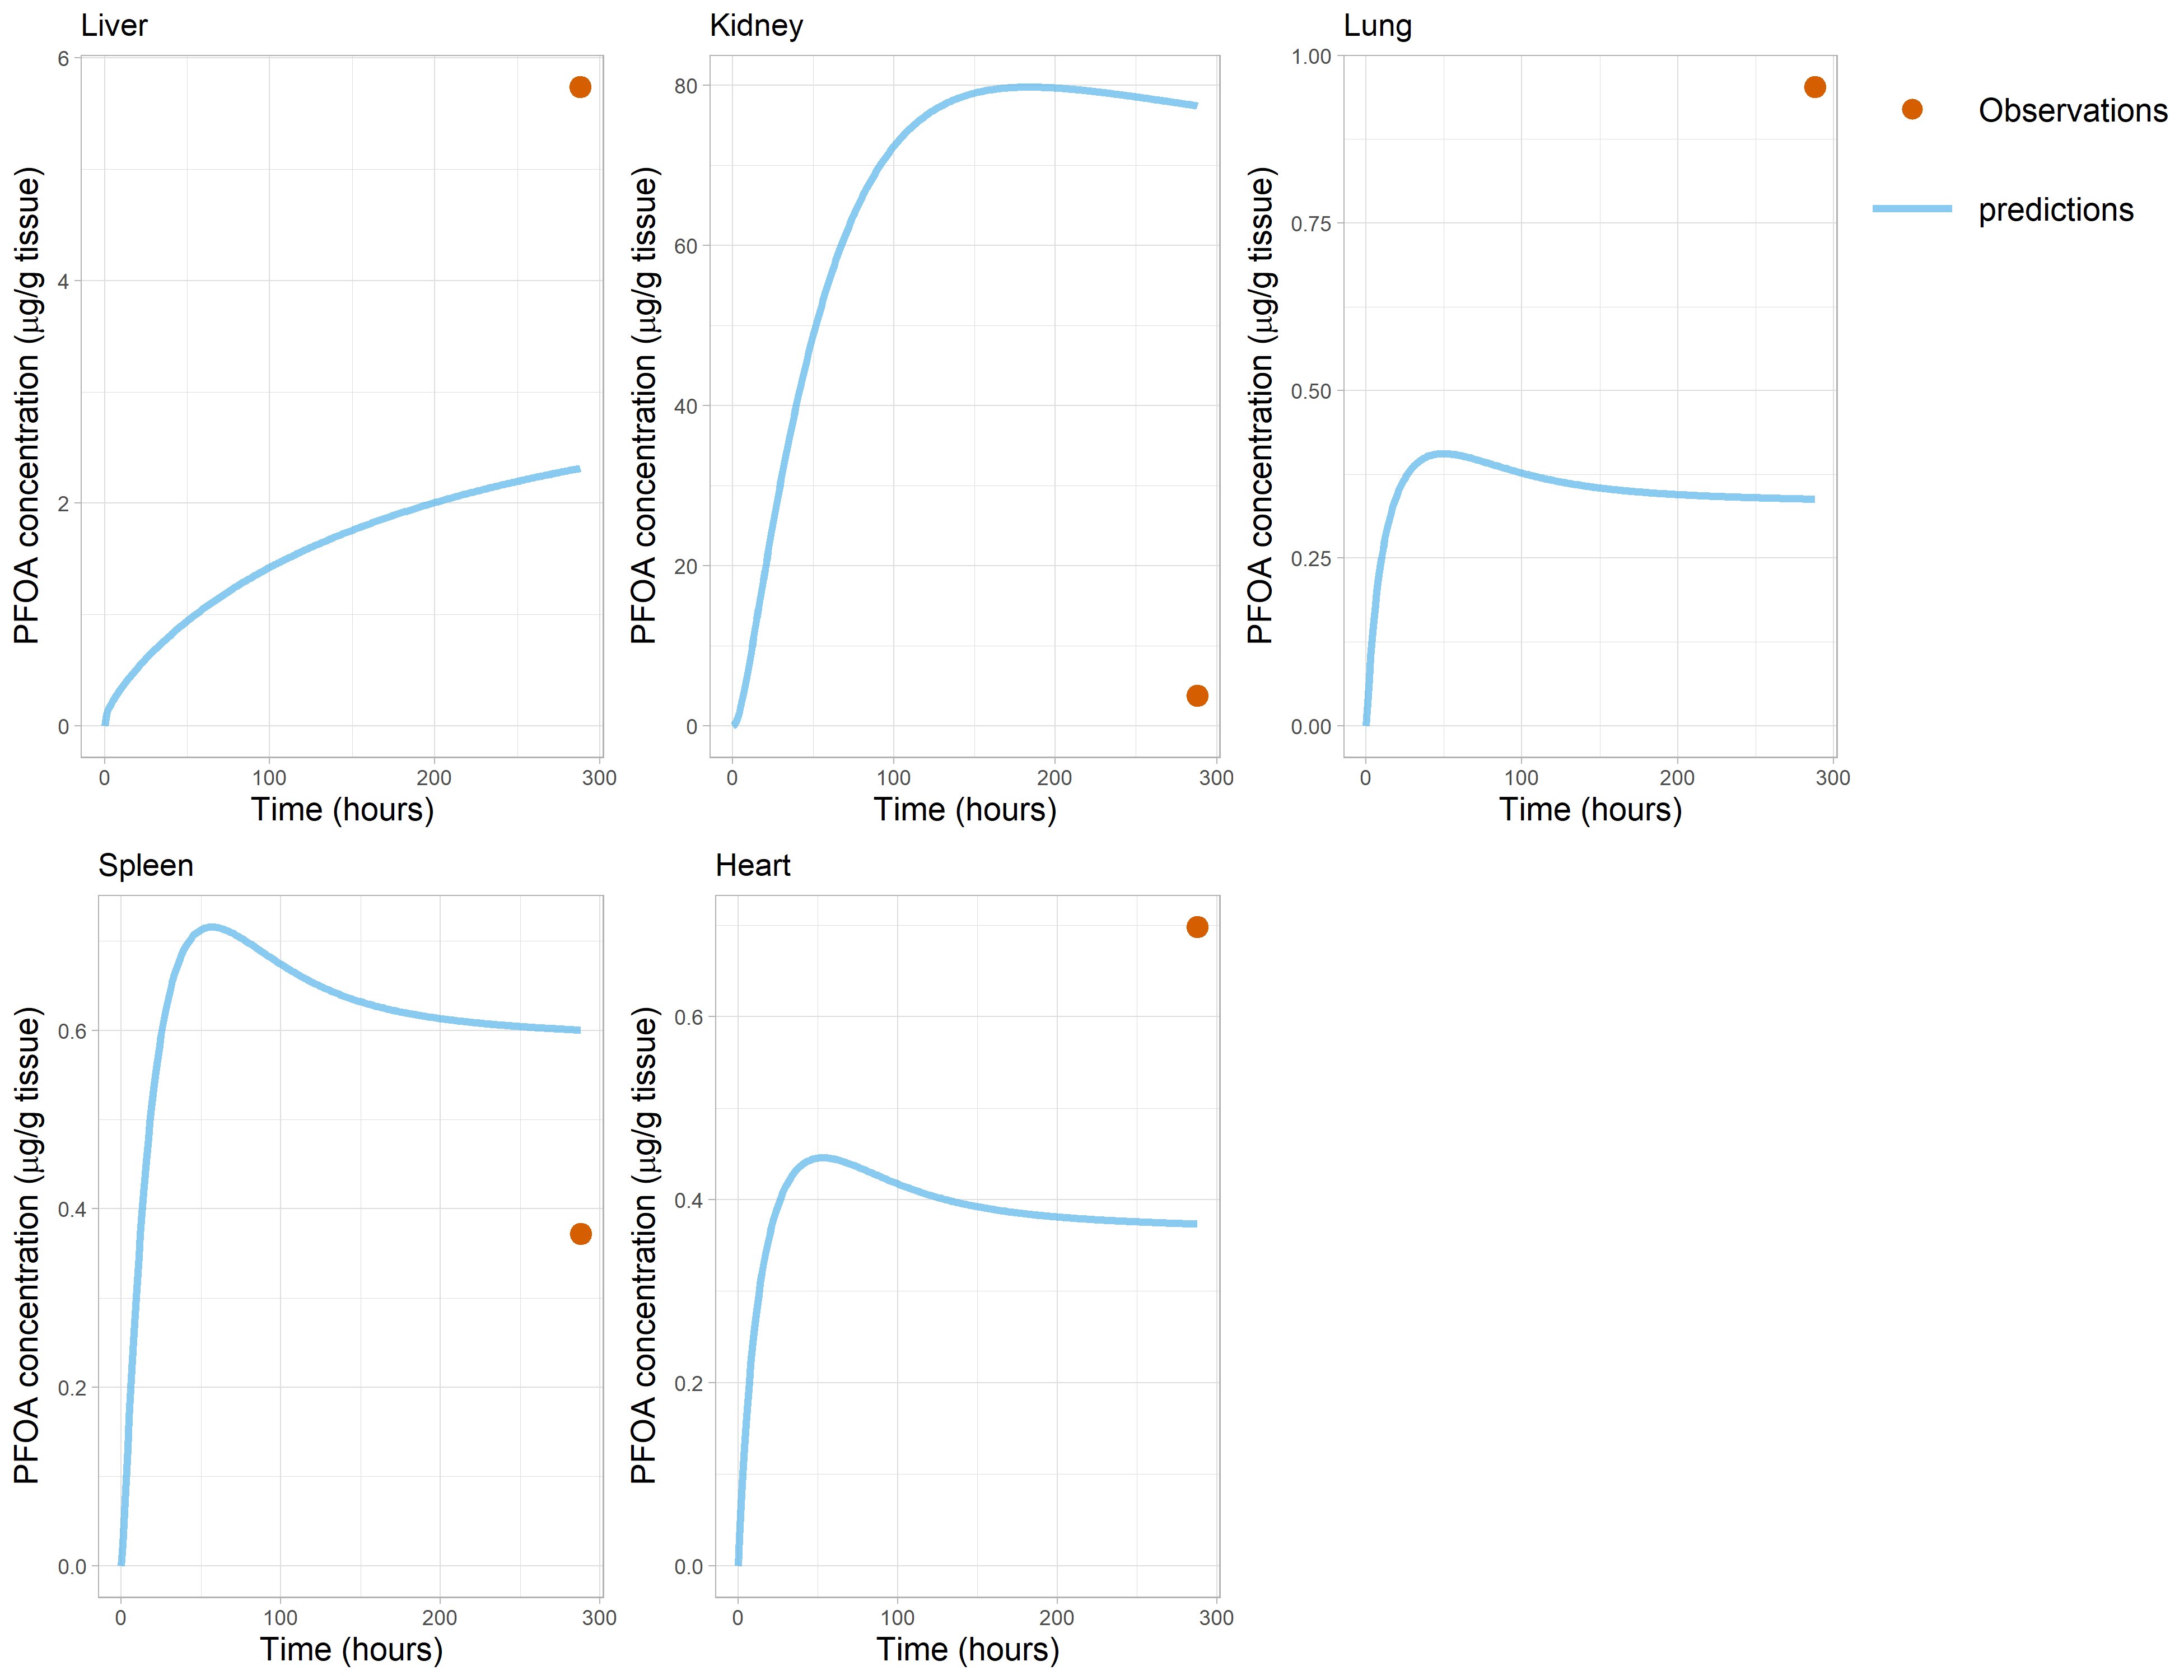 Liver
PFOA concentration (μg/g tissue)
6
4
2
0
0 100 200 300
Time (hours)
Kidney
PFOA concentration (μg/g tissue)
80
60
40
20
0
0 100 200 300
Time (hours)
Lung
PFOA concentration (μg/g tissue)
1.00
0.75
0.50
0.25
0.00
0 100 200 300
Time (hours)
Observations
predictions
Spleen
PFOA concentration (μg/g tissue)
0.6
0.4
0.2
0.0
0 100 200 300
Time (hours)
Heart
PFOA concentration (μg/g tissue)
0.6
0.4
0.2
0.0
0 100 200 300
Time (hours)